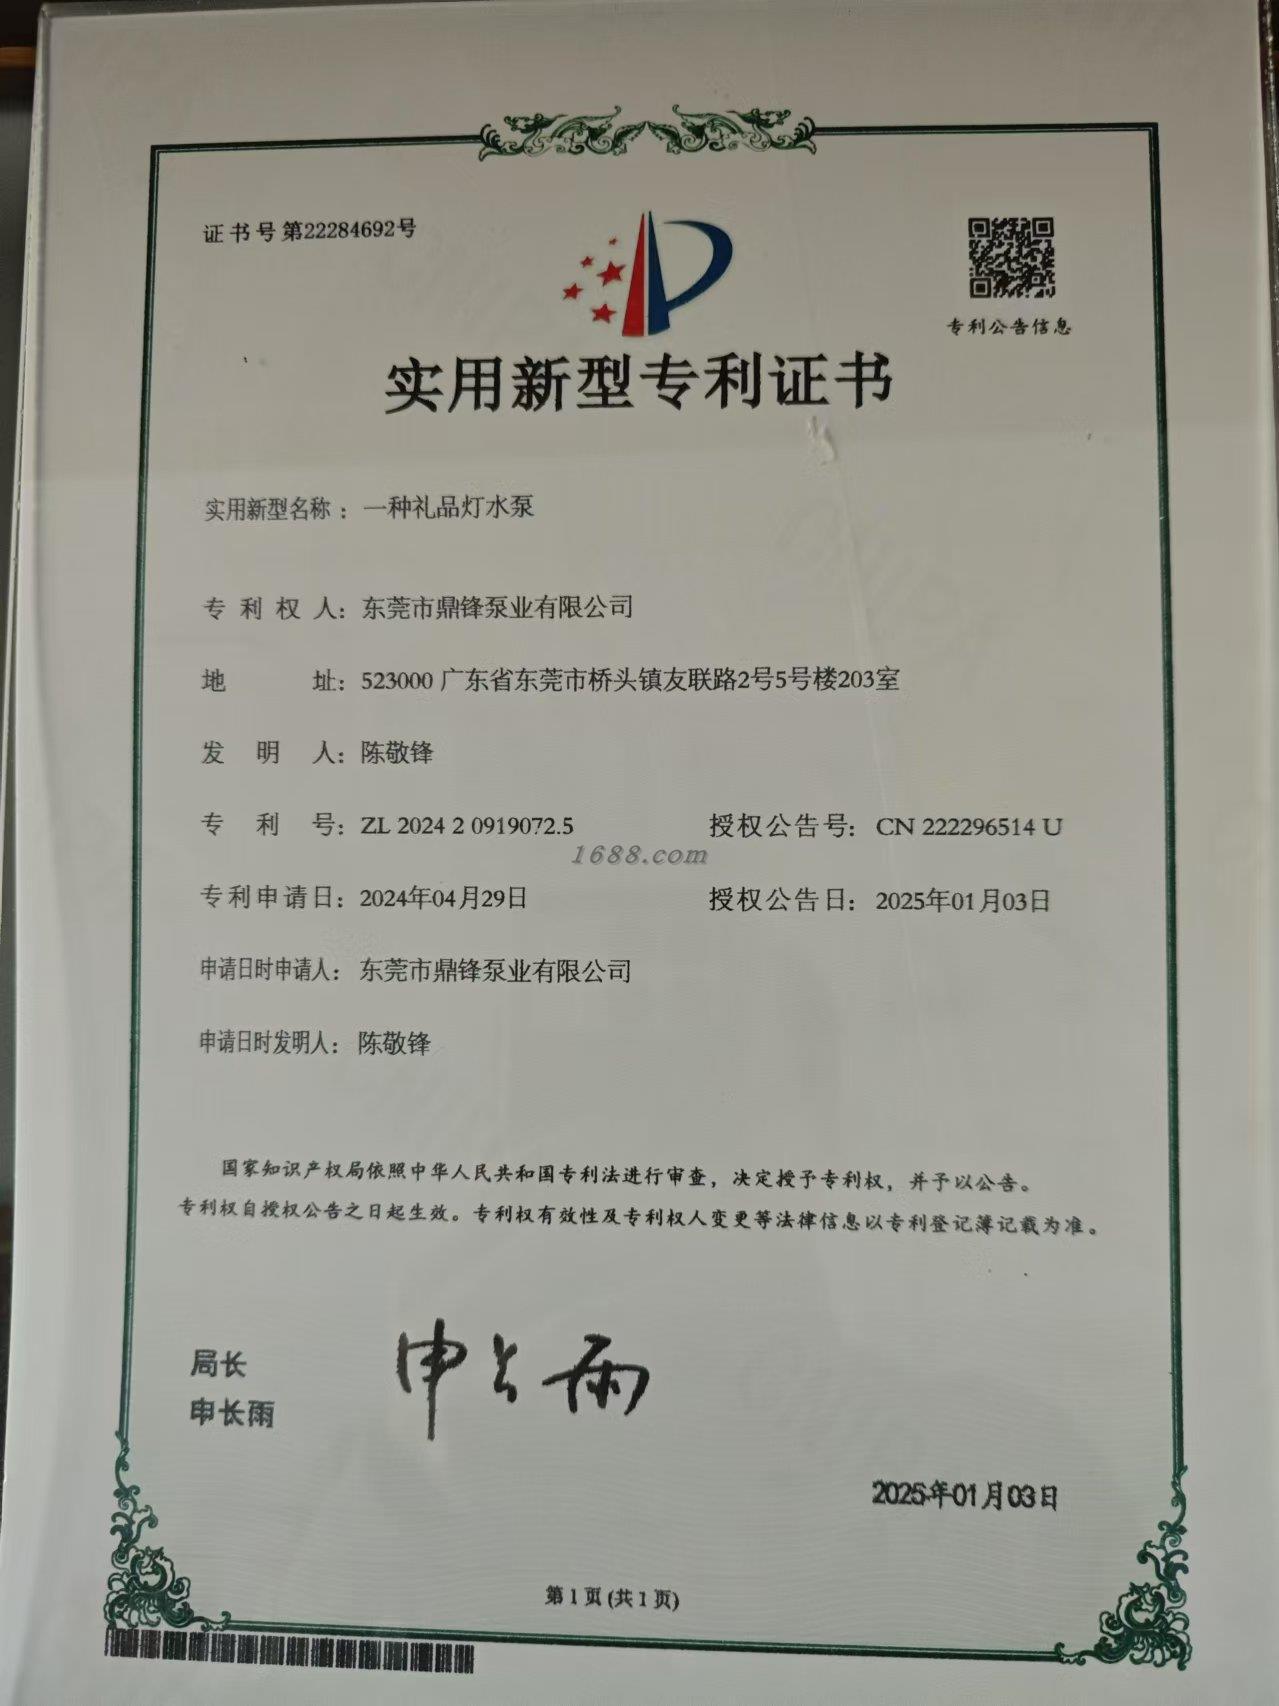 证书号第22284692号
专利公告信息
实用新型专利证书
实用新型名称：一种礼品灯水泵
专利权人：东莞市鼎锋泵业有限公司
地址：523000 广东省东莞市桥头镇友联路2号5号楼203室
发明人：陈敬锋
专利号：ZL 2024 2 0919072.5 授权公告号：CN 222296514 U
1688.com
专利申请日：2024年04月29日 授权公告日：2025年01月03日
申请日时申请人：东莞市鼎锋泵业有限公司
申请日时发明人：陈敬锋
国家知识产权局依照中华人民共和国专利法进行审查，决定授予专利权，并予以公告。
专利权自授权公告之日起生效。专利权有效性及专利权人变更等法律信息以专利登记簿记载为准。
局长
申长雨
申长雨
2025年01月03日
第1页(共1页)